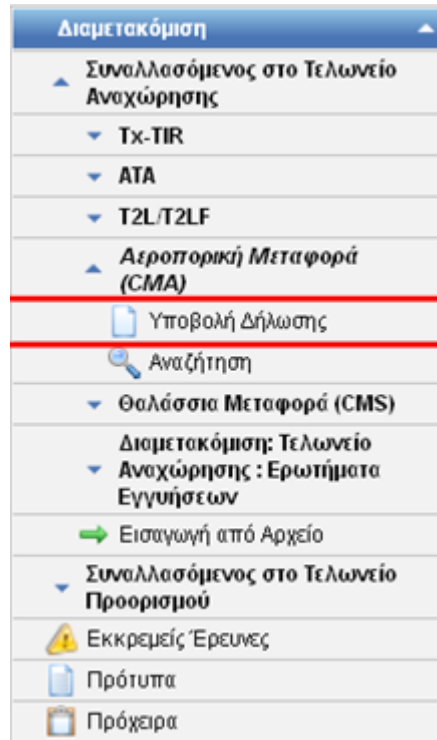 Διαμετακόμιση
Συναλλασόμενος στο Τελωνείο
Αναχώρησης
Tx-TIR
ATA
T2L/T2LF
Αεροπορική Μεταφορά
(CMA)
Υποβολή Δήλωσης
Αναζήτηση
Θαλάσσια Μεταφορά (CMS)
Διαμετακόμιση: Τελωνείο
Αναχώρησης : Ερωτήματα
Εγγυήσεων
Εισαγωγή από Αρχείο
Συναλλασόμενος στο Τελωνείο
Προορισμού
Εκκρεμείς Έρευνες
Πρότυπα
Πρόχειρα